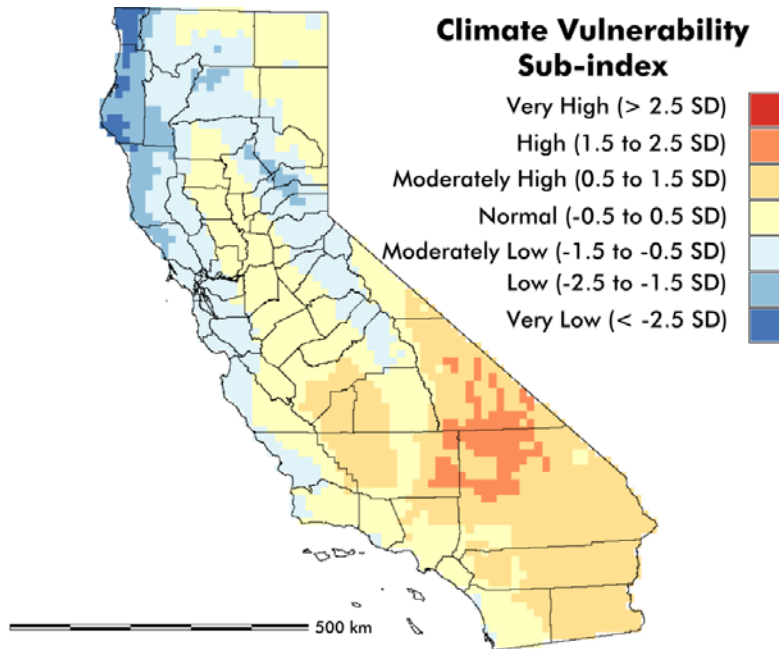 Climate Vulnerability
Sub-index
Very High (> 2.5 SD)
High (1.5 to 2.5 SD)
Moderately High (0.5 to 1.5 SD)
Normal (-0.5 to 0.5 SD)
Moderately Low (-1.5 to -0.5 SD)
Low (-2.5 to -1.5 SD)
Very Low (< -2.5 SD)
500 km